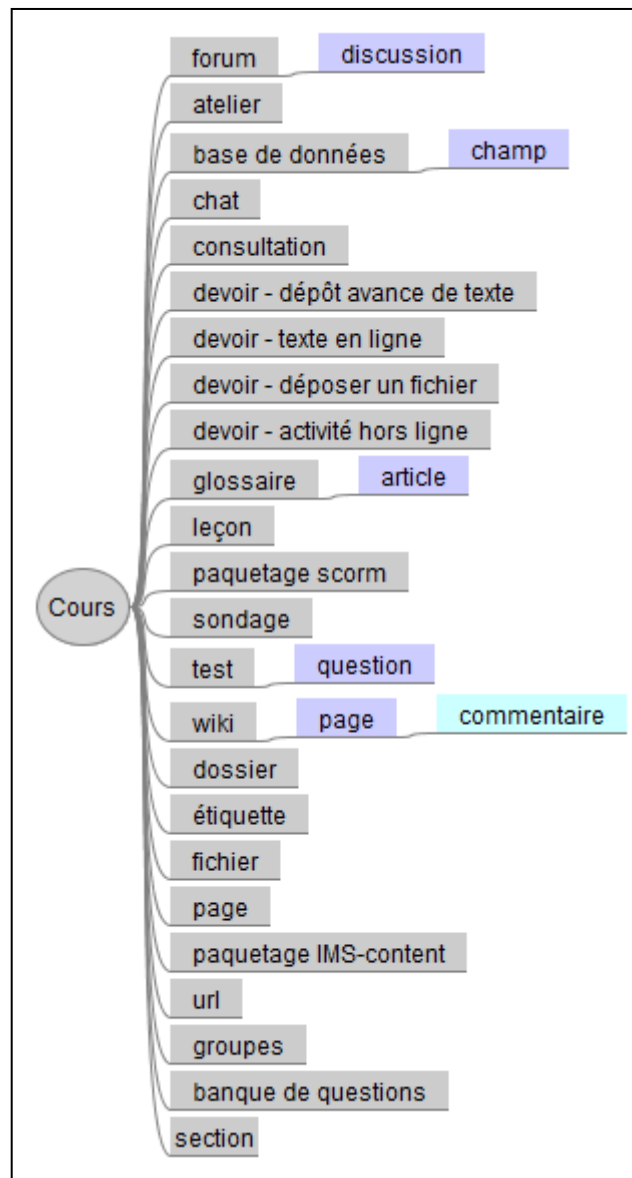 forum
discussion
atelier
base de données
champ
chat
consultation
devoir - dépôt avance de texte
devoir - texte en ligne
devoir - déposer un fichier
devoir - activité hors ligne
glossaire
article
leçon
paquetage scorm
Cours
sondage
test
question
wiki
page
commentaire
dossier
étiquette
fichier
page
paquetage IMS-content
url
groupes
banque de questions
section